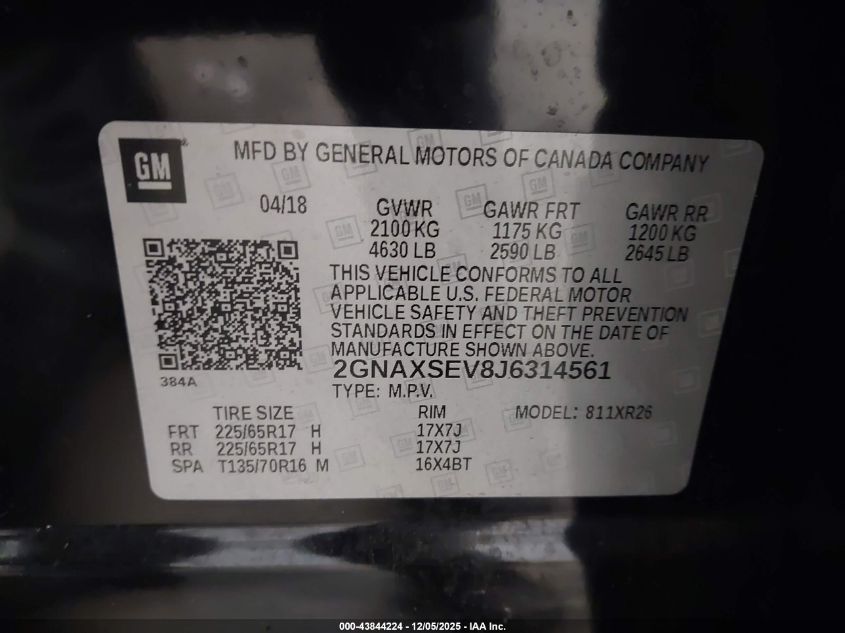 GM
®
MFD BY GENERAL MOTORS OF CANADA COMPANY
04/18 GVWR GAWR FRT GAWR RR
2100 KG 1175 KG 1200 KG
4630 LB 2590 LB 2645 LB
THIS VEHICLE CONFORMS TO ALL
APPLICABLE U.S. FEDERAL MOTOR
VEHICLE SAFETY AND THEFT PREVENTION
STANDARDS IN EFFECT ON THE DATE OF
MANUFACTURE SHOWN ABOVE.
384A
2GNAXSEV8J6314561
TYPE: M.P.V.
TIRE SIZE RIM MODEL: 811XR26
FRT 225/65R17 H 17X7J
RR 225/65R17 H 17X7J
SPA T135/70R16 M 16X4BT
000-43844224 - 12/05/2025 - IAA Inc.